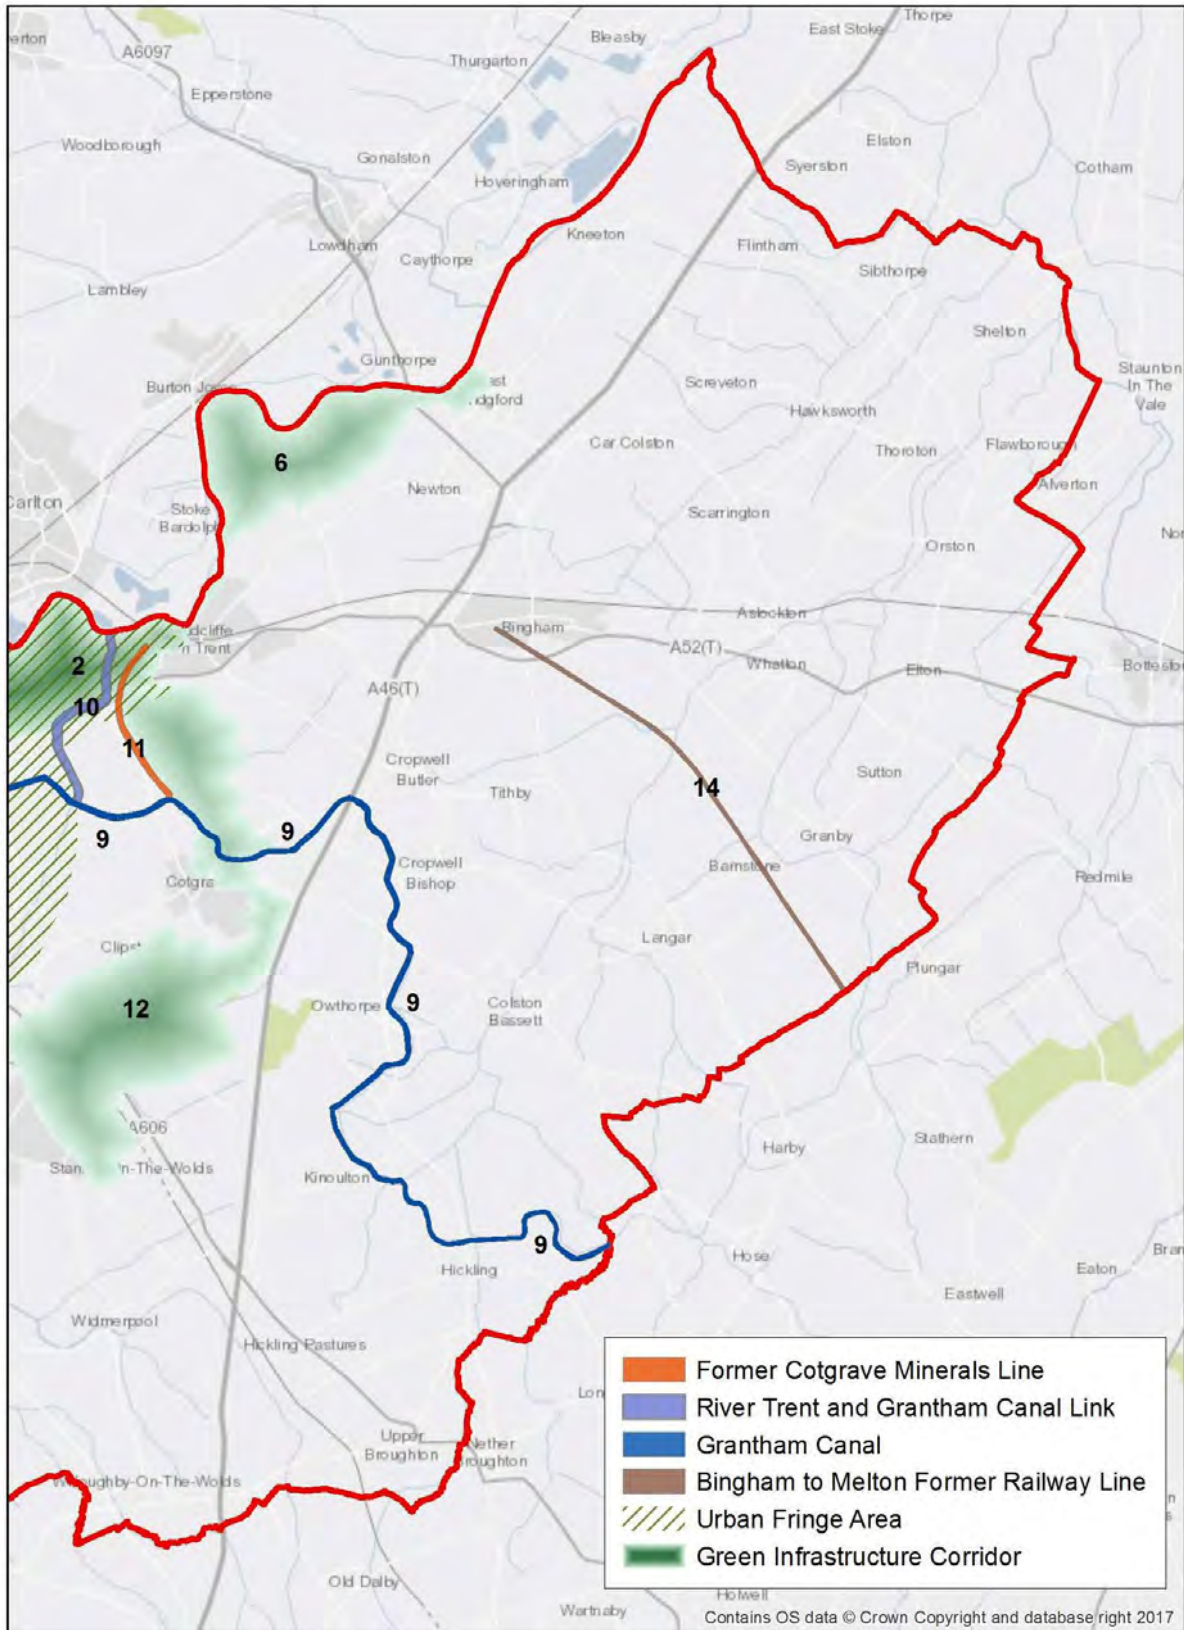 Thorpe
East Stoke
Bleasby
A6097
Thurgarton
Epperstone
Elston
Woodborough
Gonalston
Syerston
Cotham
Hoveringham
Kneeton
Flintham
Lowdham
Caythorpe
Sibthorpe
Lambley
Shelton
Gunthorpe
Staunton
In The
Vale
Burton
Screveton
Hawksworth
Car Colston
Thoroton
Flawborough
6
Newton
Alverton
Carlton
Stoke
Bardolph
Scarrington
Orston
Aslockton
Bingham
A52(T)
Whatton
Elton
2
A46(T)
10
11
Cropwell
Butler
Sutton
Tithby
14
9
9
Granby
Cropwell
Bishop
Barnstone
Redmile
Langar
Plungar
12
Owthorpe
9
Colston
Bassett
A606
Harby
Stathern
Kinoulton
9
Hose
Hickling
Eaton
Eastwell
Widmerpool
Hickling Pastures
Upper
Broughton
Nether
Broughton
Old Dalby
Wartnaby
Holwell
Former Cotgrave Minerals Line
River Trent and Grantham Canal Link
Grantham Canal
Bingham to Melton Former Railway Line
Urban Fringe Area
Green Infrastructure Corridor
Contains OS data © Crown Copyright and database right 2017